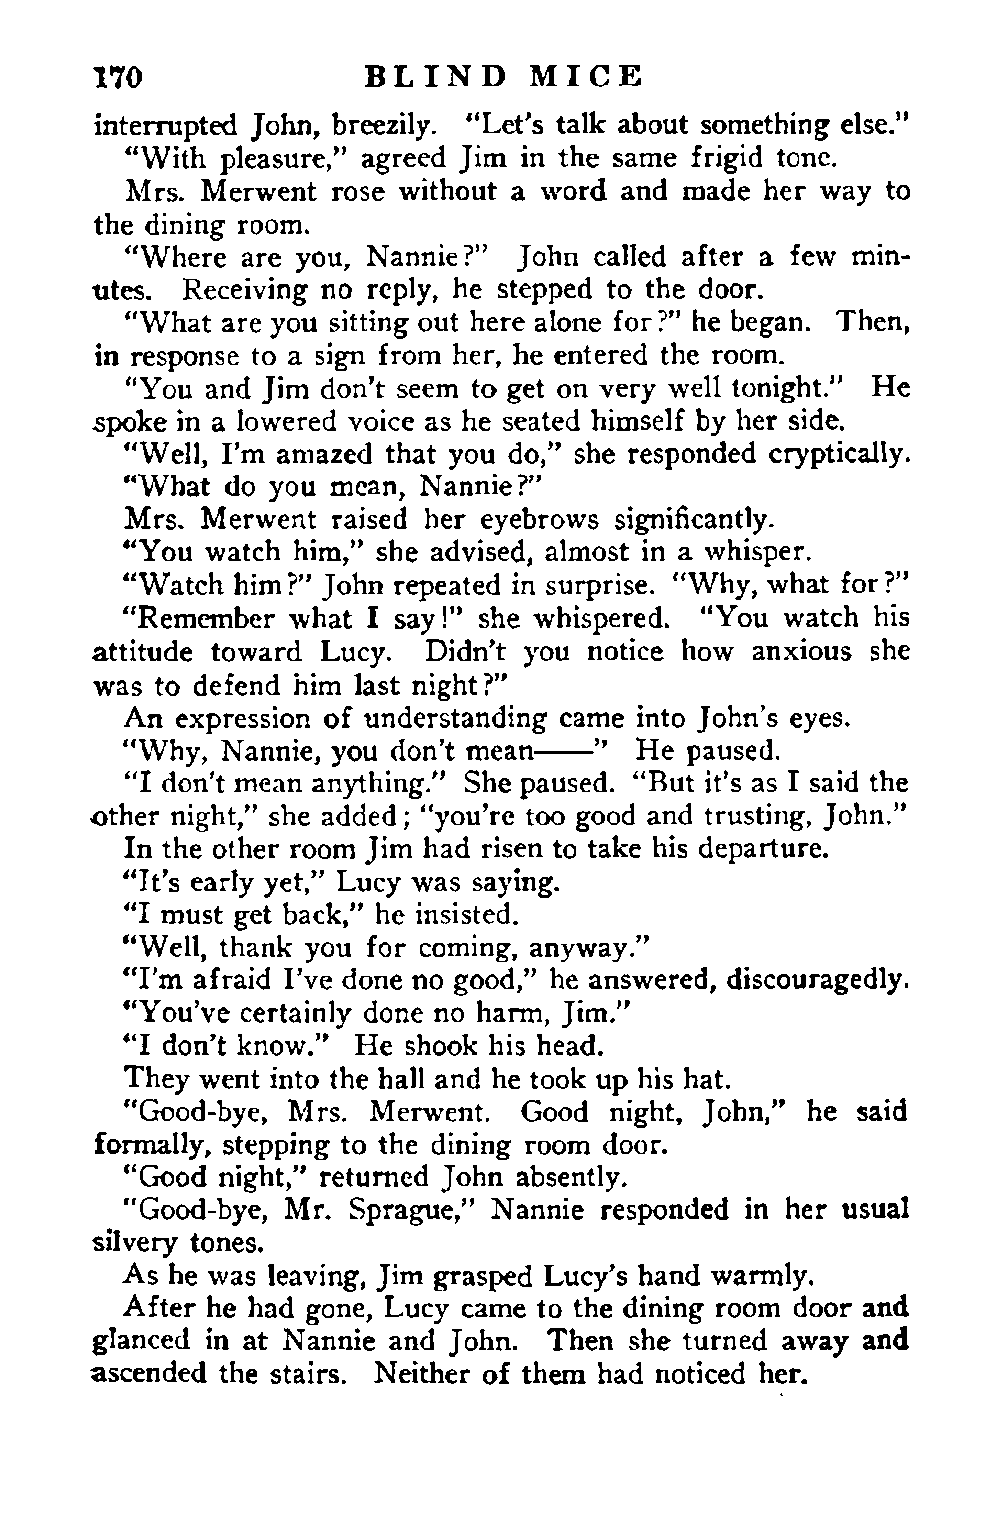 170 BLIND MICE
interrupted John, breezily. “Let’s talk about something else.”
“With pleasure,” agreed Jim in the same frigid tone.
Mrs. Merwent rose without a word and made her way to
the dining room.
“Where are you, Nannie?” John called after a few min-
utes. Receiving no reply, he stepped to the door.
“What are you sitting out here alone for?” he began. Then,
in response to a sign from her, he entered the room.
“You and Jim don’t seem to get on very well tonight.” He
spoke in a lowered voice as he seated himself by her side.
“Well, I’m amazed that you do,” she responded cryptically.
“What do you mean, Nannie?”
Mrs. Merwent raised her eyebrows significantly.
“You watch him,” she advised, almost in a whisper.
“Watch him?” John repeated in surprise. “Why, what for?”
“Remember what I say!” she whispered. “You watch his
attitude toward Lucy. Didn’t you notice how anxious she
was to defend him last night?”
An expression of understanding came into John’s eyes.
“Why, Nannie, you don’t mean——” He paused.
“I don’t mean anything.” She paused. “But it’s as I said the
other night,” she added; “you’re too good and trusting, John.”
In the other room Jim had risen to take his departure.
“It’s early yet,” Lucy was saying.
“I must get back,” he insisted.
“Well, thank you for coming, anyway.”
“I’m afraid I’ve done no good,” he answered, discouragedly.
“You’ve certainly done no harm, Jim.”
“I don’t know.” He shook his head.
They went into the hall and he took up his hat.
“Good-bye, Mrs. Merwent. Good night, John,” he said
formally, stepping to the dining room door.
“Good night,” returned John absently.
“Good-bye, Mr. Sprague,” Nannie responded in her usual
silvery tones.
As he was leaving, Jim grasped Lucy’s hand warmly.
After he had gone, Lucy came to the dining room door and
glanced in at Nannie and John. Then she turned away and
ascended the stairs. Neither of them had noticed her.